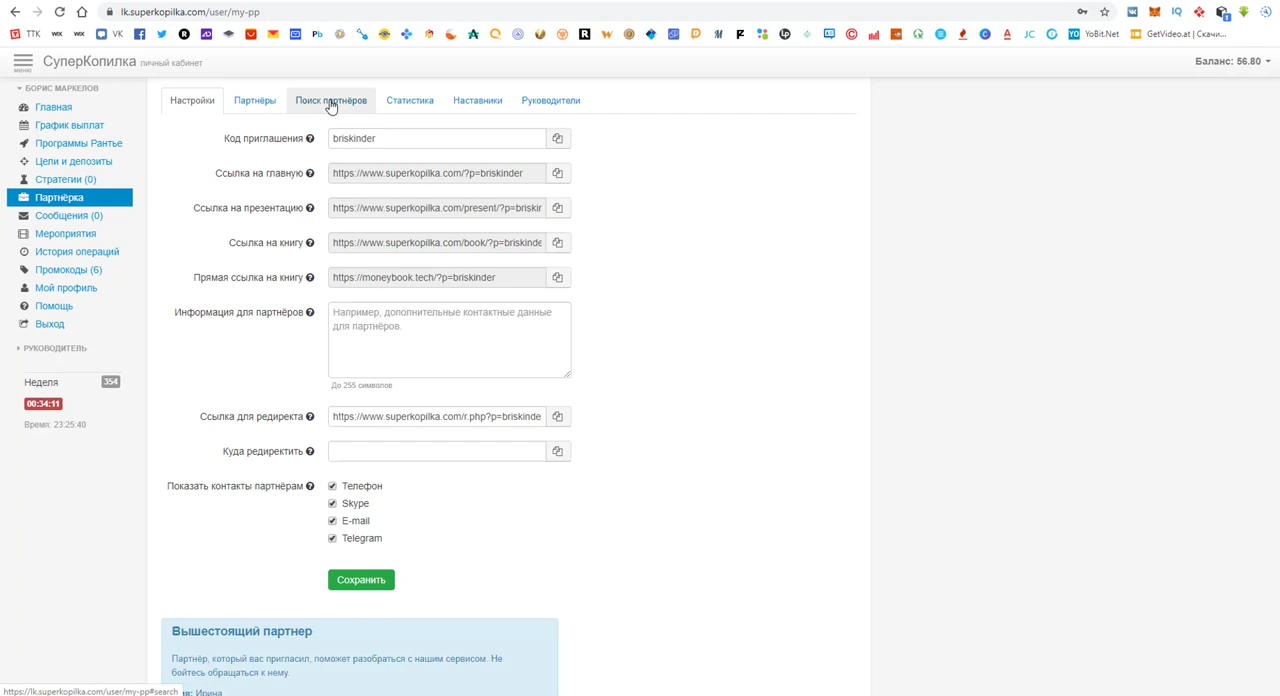 lk.superkopilka.com/user/my-pp
TTK
VK
YoBit.Net
GetVideo.at | Скачи...
меню
СуперКопилка личный кабинет
Баланс: 56.80
БОРИС МАРКЕЛОВ
Главная
График выплат
Программы Рантье
Цели и депозиты
Стратегии (0)
Партнёрка
Сообщения (0)
Мероприятия
История операций
Промокоды (6)
Мой профиль
Помощь
Выход
РУКОВОДИТЕЛЬ
Неделя 354
00:34:11
Время: 23:25:40
Настройки Партнёры Поиск партнёров Статистика Наставники Руководители
Код приглашения briskinder
Ссылка на главную https://www.superkopilka.com/?p=briskinder
Ссылка на презентацию https://www.superkopilka.com/present/?p=briskir
Ссылка на книгу https://www.superkopilka.com/book/?p=briskinde
Прямая ссылка на книгу https://moneybook.tech/?p=briskinder
Информация для партнёров Например, дополнительные контактные данные
для партнёров.
До 255 символов
Ссылка для редиректа https://www.superkopilka.com/r.php?p=briskinde
Куда редиректить
Показать контакты партнёрам Телефон
Skype
E-mail
Telegram
Сохранить
Вышестоящий партнер
Партнёр, который вас пригласил, поможет разобраться с нашим сервисом. Не
бойтесь обращаться к нему.
Ирина
https://lk.superkopilka.com/user/my-pp#search